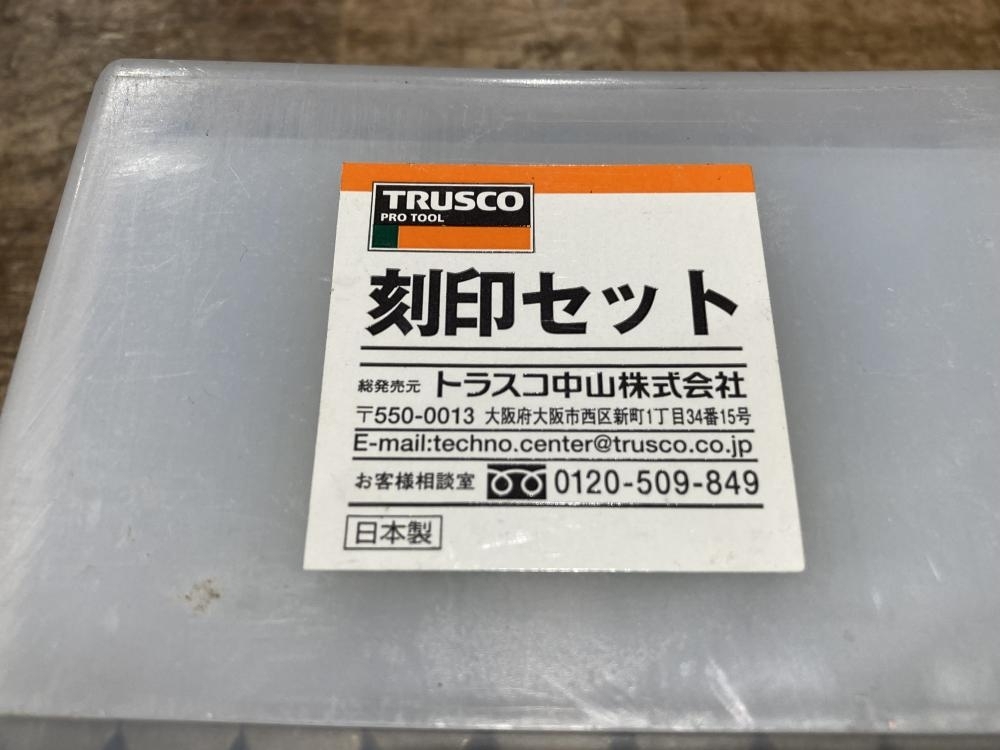 TRUSCO
PRO TOOL
刻印セット
総発売元 トラスコ中山株式会社
〒550-0013 大阪府大阪市西区新町1丁目34番15号
E-mail:techno.center@trusco.co.jp
お客様相談室 0120-509-849
日本製